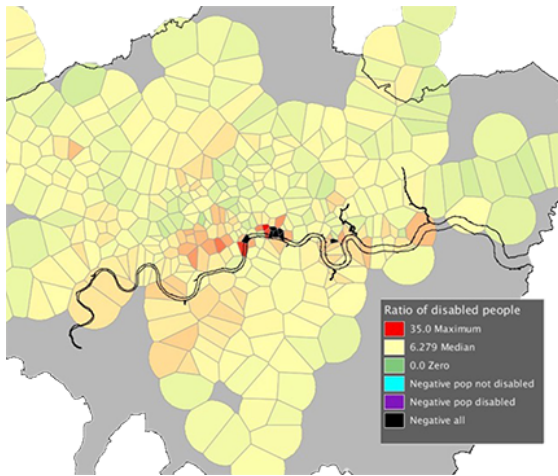 Ratio of disabled people
35.0 Maximum
6.279 Median
0.0 Zero
Negative pop not disabled
Negative pop disabled
Negative all